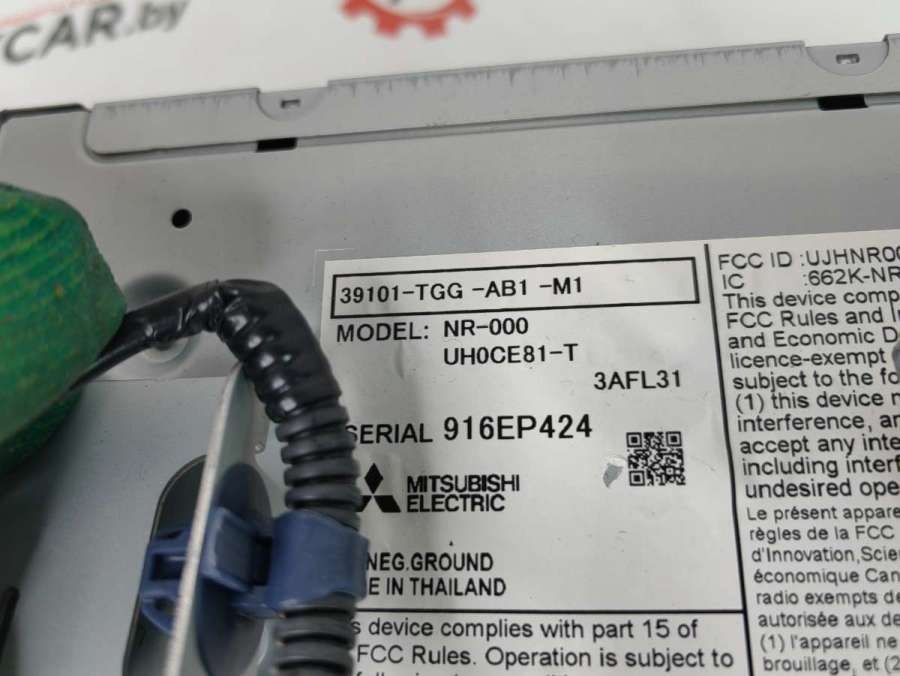 CAR.by
39101-TGG -AB1 -M1
MODEL: NR-000
UH0CE81-T
3AFL31
SERIAL 916EP424
MITSUBISHI
ELECTRIC
NEG.GROUND
E IN THAILAND
s device complies with part 15 of
FCC Rules. Operation is subject to
FCC ID :UJHNR00
IC :662K-NR
This device comp
FCC Rules and I
and Economic D
licence-exempt
subject to the fo
(1) this device m
interference, an
accept any inte
including interf
undesired ope
Le présent appare
règles de la FCC
d'Innovation,Scie
économique Can
radio exempts de
autorisée aux de
(1) l'appareil ne
brouillage, et (2